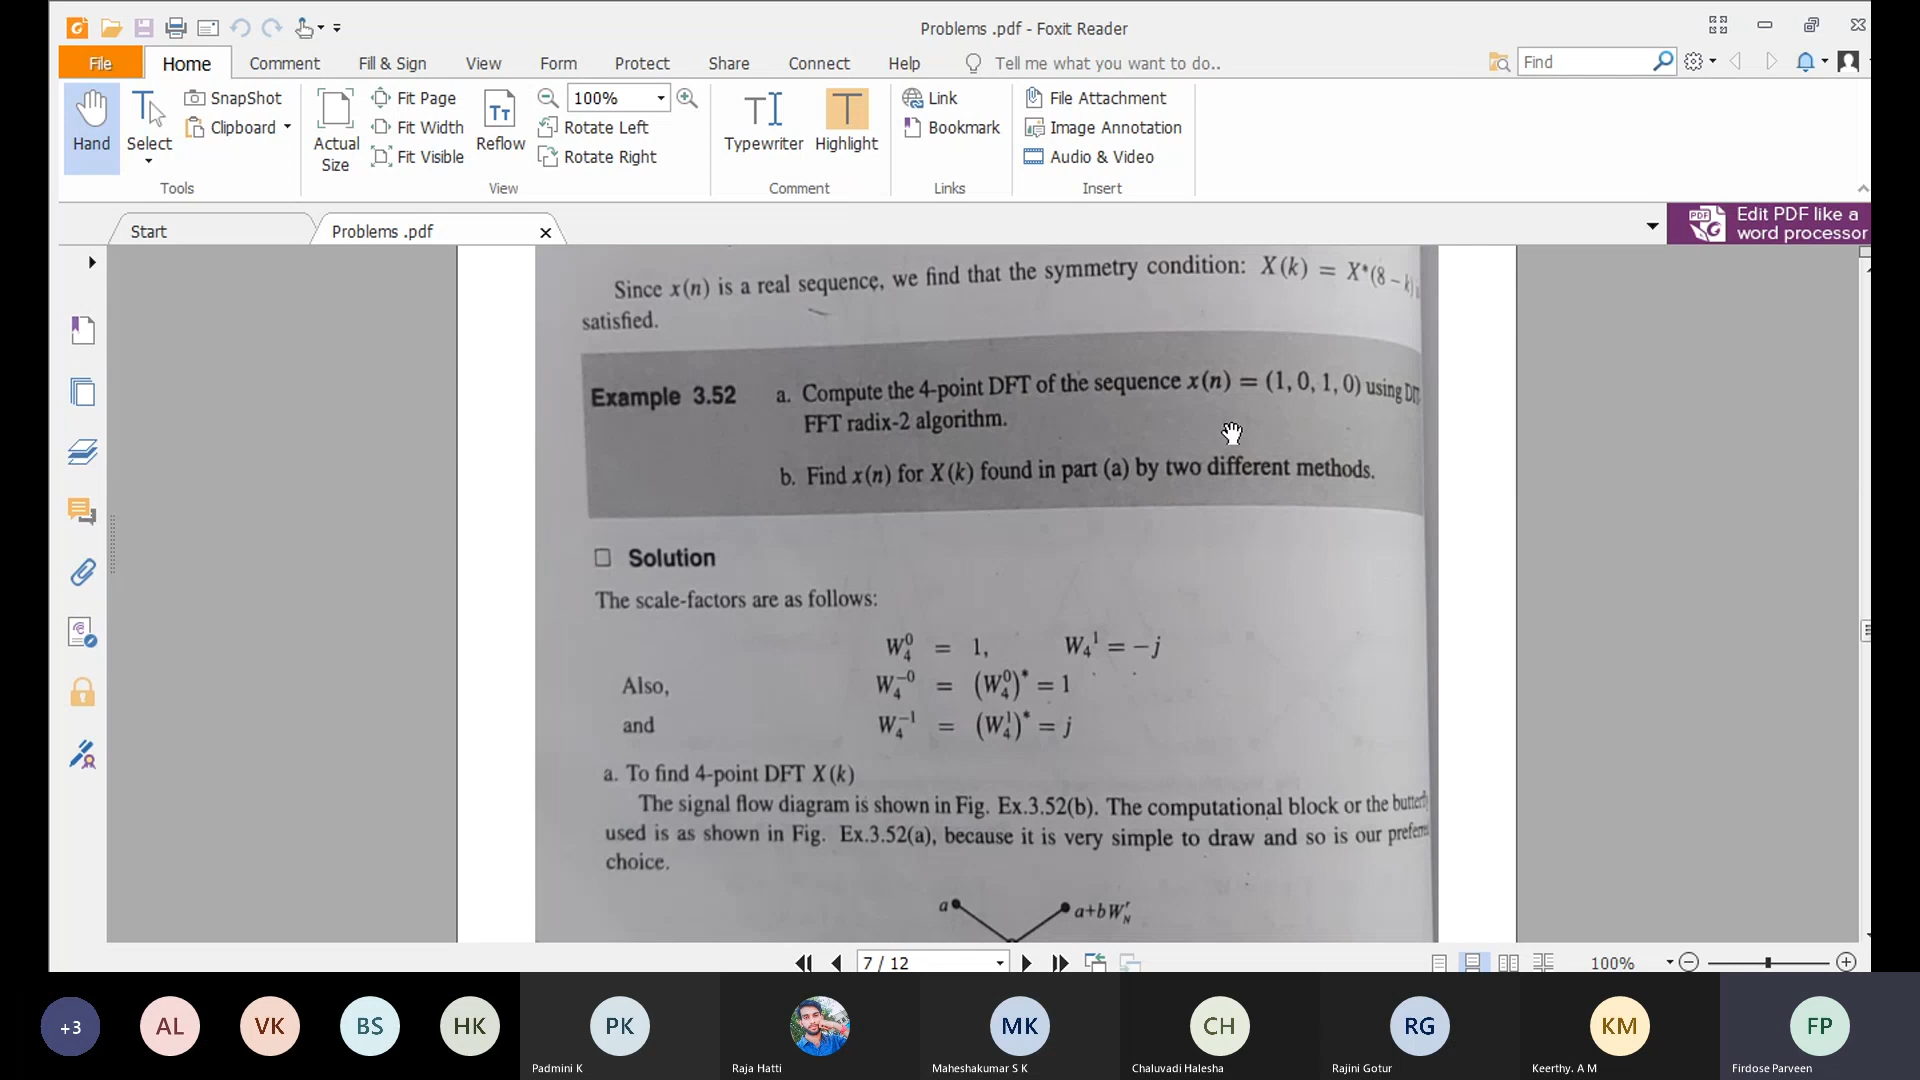 Problems .pdf - Foxit Reader
File Home Comment Fill & Sign View Form Protect Share Connect Help Tell me what you want to do.. Find
Hand
Select
SnapShot
Clipboard
Tools
Actual Size
Fit Page
Fit Width
Fit Visible
Reflow
100%
Rotate Left
Rotate Right
View
Typewriter
Highlight
Comment
Link
Bookmark
Links
File Attachment
Image Annotation
Audio & Video
Insert
Start Problems .pdf
Edit PDF like a
word processor
Since x(n) is a real sequence, we find that the symmetry condition: X(k) = X*(8 – k)
satisfied.
Example 3.52 a. Compute the 4-point DFT of the sequence x(n) = (1, 0, 1, 0) using
FFT radix-2 algorithm.
b. Find x(n) for X(k) found in part (a) by two different methods.
☐ Solution
The scale-factors are as follows:
W₄⁰ = 1, W₄¹ = −j
Also, W₄⁻⁰ = (W₄⁰)* = 1
and W₄⁻¹ = (W₄¹)* = j
a. To find 4-point DFT X(k)
The signal flow diagram is shown in Fig. Ex.3.52(b). The computational block or the
used is as shown in Fig. Ex.3.52(a), because it is very simple to draw and so is our
choice.
a a+bWᵣN
7 / 12 100%
+3 AL VK BS HK PK MK CH RG KM FP
Padmini K Raja Hatti Maheshakumar S K Chaluvadi Halesha Rajini Gotur Keerthy. A M Firdose Parveen